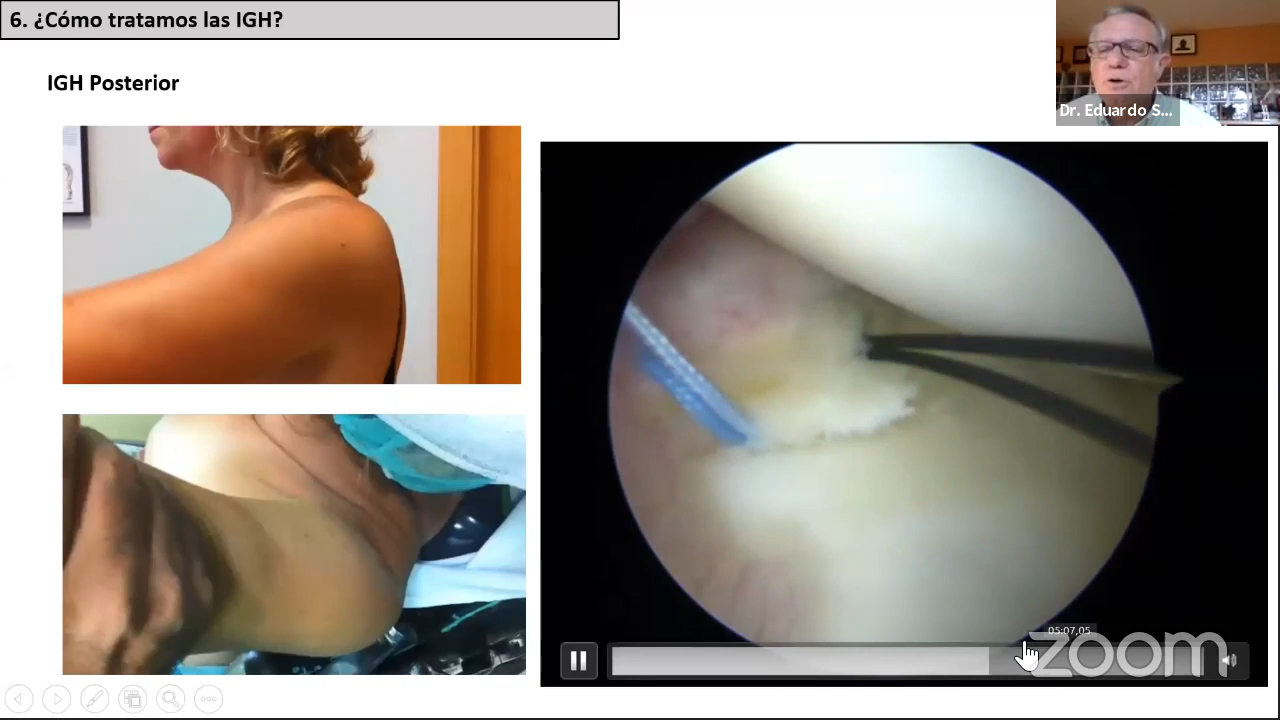 6. ¿Cómo tratamos las IGH?
Dr. Eduardo S...
IGH Posterior
05:07,05
zoom